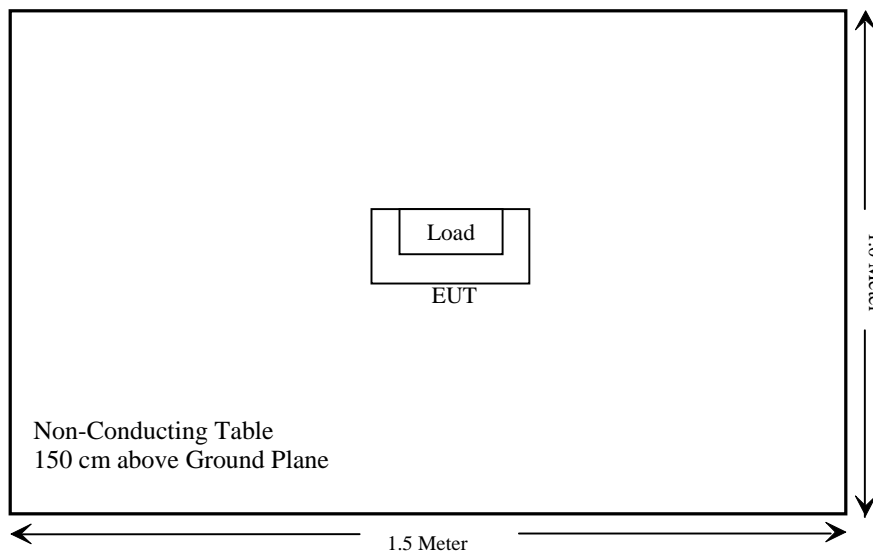 Load
EUT
Non-Conducting Table
150 cm above Ground Plane
1.5 Meter